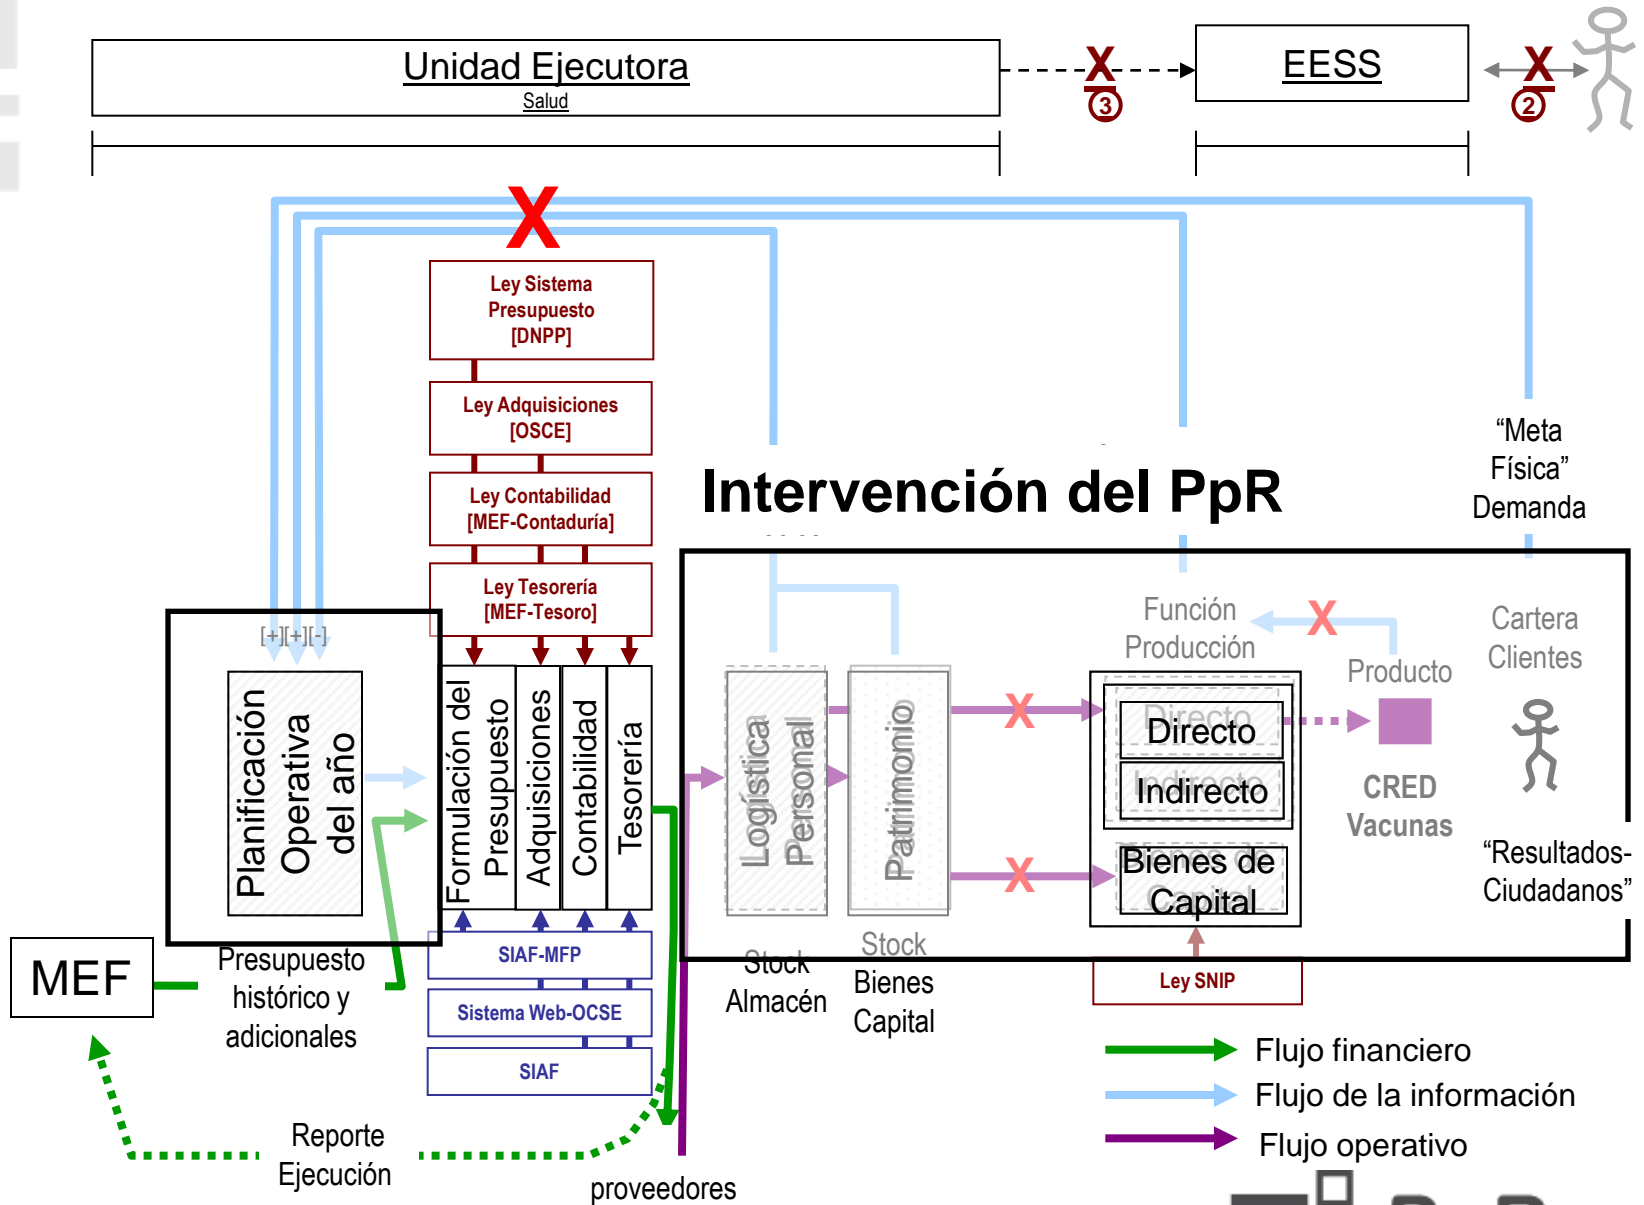 Unidad Ejecutora
Salud
X
3
EESS
X
2
X
Ley Sistema
Presupuesto
[DNPP]
Ley Adquisiciones
[OSCE]
Ley Contabilidad
[MEF-Contaduría]
Ley Tesorería
[MEF-Tesoro]
Intervención del PpR
“Meta
Física”
Demanda
[+][+][-]
Planificación
Operativa
del año
Formulación del
Presupuesto
Adquisiciones
Contabilidad
Tesorería
Logística
Personal
Patrimonio
X
X
Función
Producción
X
Directo
Indirecto
Bienes de
Capital
Producto
CRED
Vacunas
Cartera
Clientes
“Resultados-
Ciudadanos”
MEF
Presupuesto
histórico y
adicionales
SIAF-MFP
Sistema Web-OCSE
SIAF
Stock
Almacén
Stock
Bienes
Capital
Ley SNIP
Reporte
Ejecución
proveedores
Flujo financiero
Flujo de la información
Flujo operativo